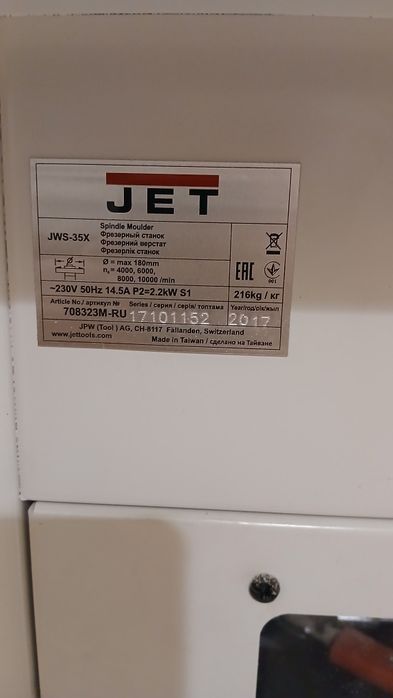 JET
JWS-35X
Spindle Moulder
Фрезерный станок
Фрезерний верстат
Фрезерлік станок
Ø = max 180mm
n₀= 4000, 6000,
8000, 10000 /min
EAC
001
~230V 50Hz 14.5A P2=2.2kW S1
216kg / кг
Article No./ артикул №
708323M-RU
Series / серия / серія/ топтама
17101152
Year/год/рік/жыл
2017
JPW (Tool ) AG, CH-8117 Fällanden, Switzerland
www.jettools.com
Made in Taiwan / сделано на Тайване